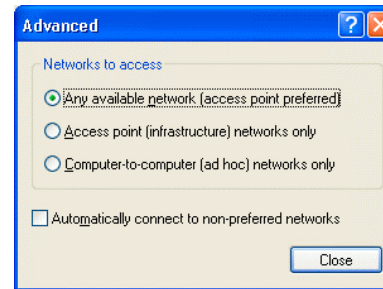 Advanced
Networks to access
Any available network (access point preferred)
Access point (infrastructure) networks only
Computer-to-computer (ad hoc) networks only
Automatically connect to non-preferred networks
Close